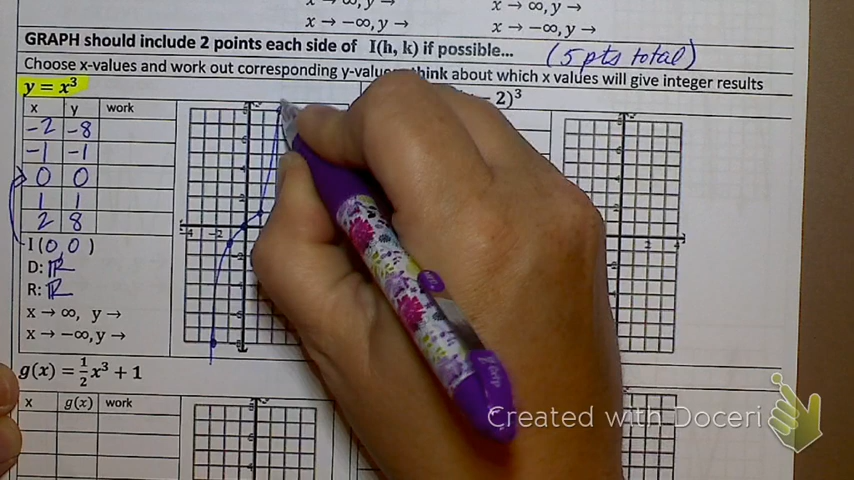 x → ∞, y →
x → −∞, y →
x → −∞, y →
GRAPH should include 2 points each side of I(h, k) if possible... (5 pts total)
Choose x-values and work out corresponding y-values think about which x values will give integer results
y = x³
− 2)³
x y work
-2 -8
-1 -1
0 0
1 1
2 8
I (0, 0 )
D: ℝ
R: ℝ
x → ∞, y →
x → −∞, y →
g(x) = ½x³ + 1
x g(x) work
Created with Doceri